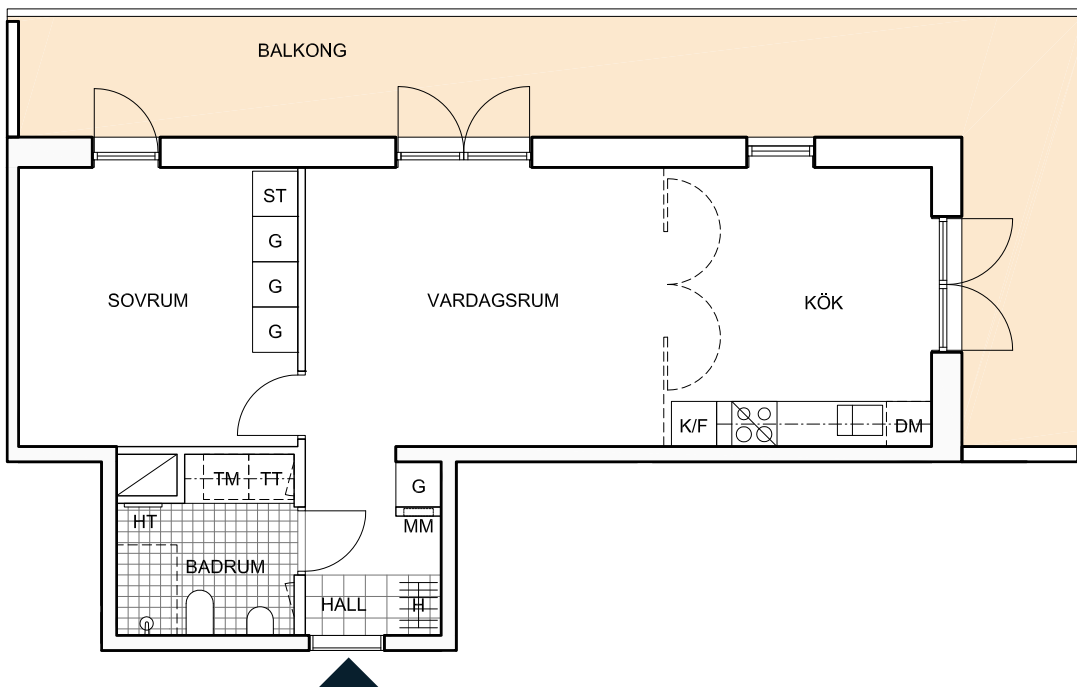 BALKONG
ST
G
G
G
SOVRUM
VARDAGSRUM
KÖK
K/F
DM
TM
TT
G
HT
MM
BADRUM
HALL
H